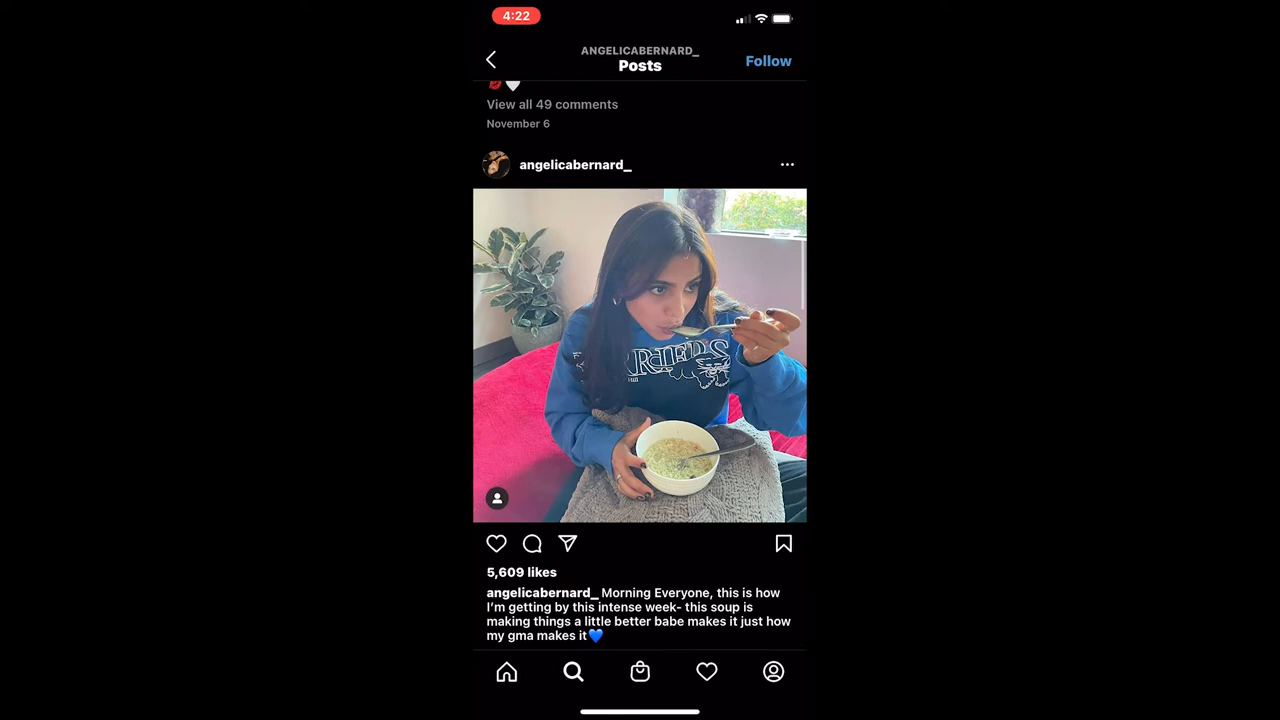 4:22
ANGELICABERNARD_
Posts
Follow
View all 49 comments
November 6
angelicabernard_
5,609 likes
angelicabernard_ Morning Everyone, this is how
I'm getting by this intense week- this soup is
making things a little better babe makes it just how
my gma makes it💙